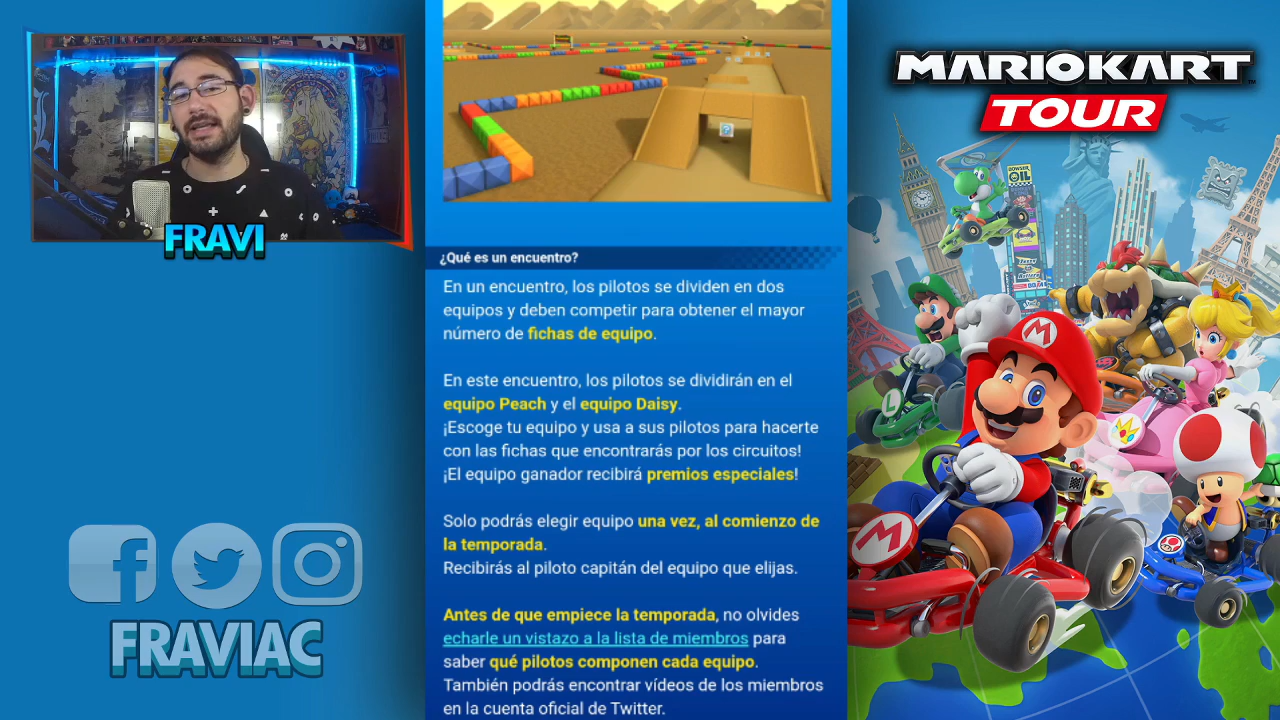 FRAVI
FRAVIAC
¿Qué es un encuentro?
En un encuentro, los pilotos se dividen en dos
equipos y deben competir para obtener el mayor
número de fichas de equipo.
En este encuentro, los pilotos se dividirán en el
equipo Peach y el equipo Daisy.
¡Escoge tu equipo y usa a sus pilotos para hacerte
con las fichas que encontrarás por los circuitos!
¡El equipo ganador recibirá premios especiales!
Solo podrás elegir equipo una vez, al comienzo de
la temporada.
Recibirás al piloto capitán del equipo que elijas.
Antes de que empiece la temporada, no olvides
echarle un vistazo a la lista de miembros para
saber qué pilotos componen cada equipo.
También podrás encontrar vídeos de los miembros
en la cuenta oficial de Twitter.
MARIOKART
TOUR
BOWSER
OIL
M
L
M